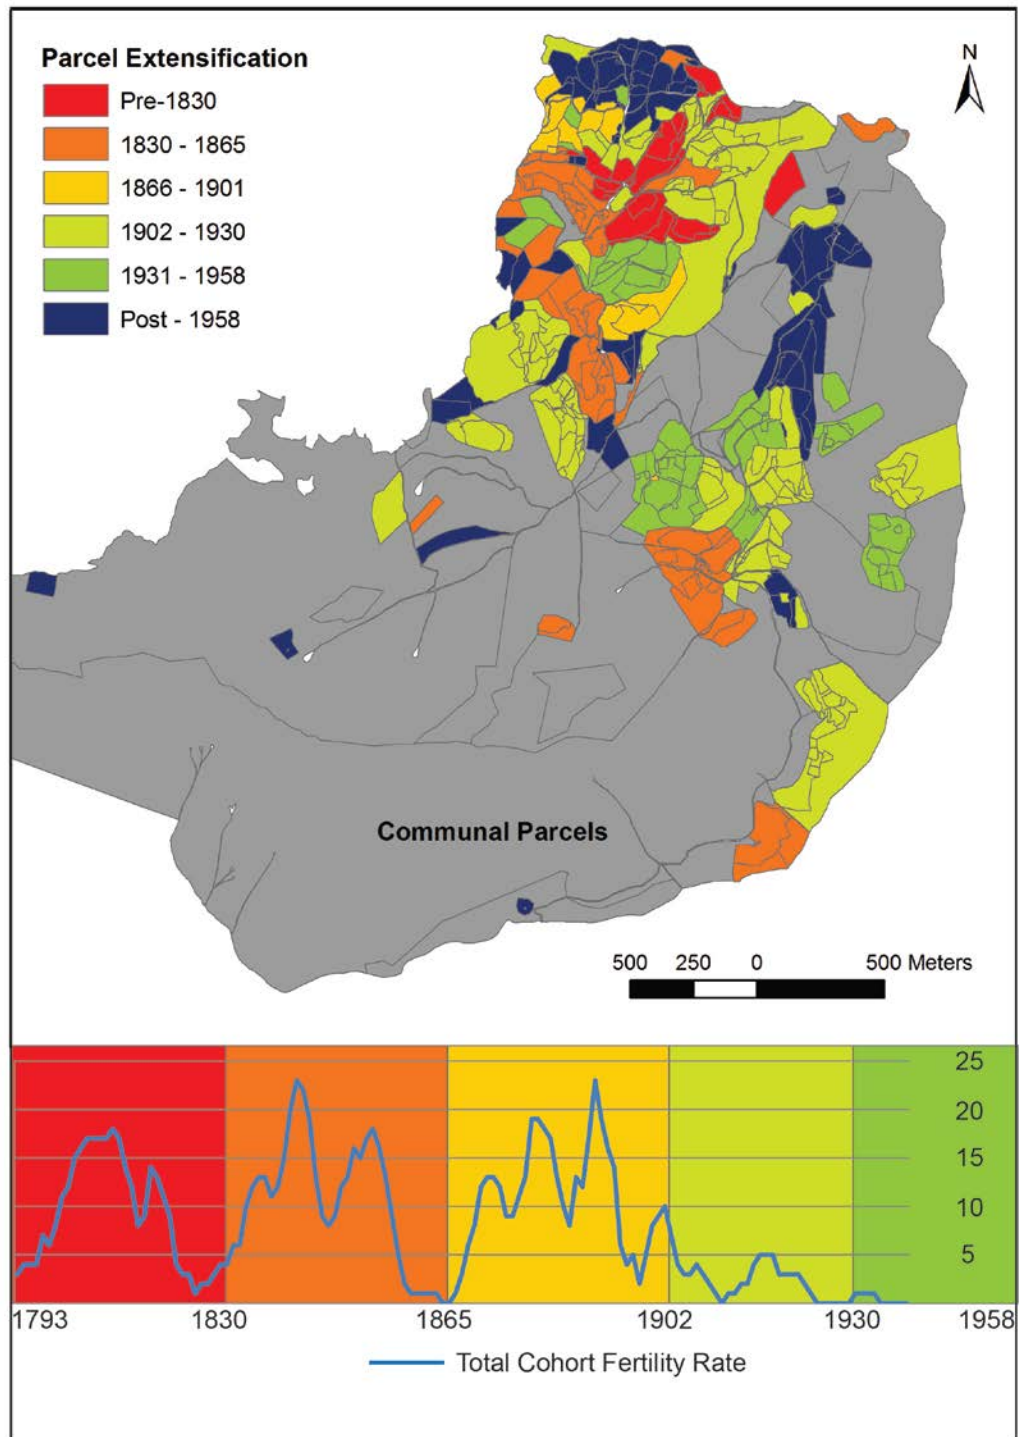 Parcel Extensification
Pre-1830
1830 - 1865
1866 - 1901
1902 - 1930
1931 - 1958
Post - 1958
N
Communal Parcels
500 250 0 500 Meters
25
20
15
10
5
1793 1830 1865 1902 1930 1958
Total Cohort Fertility Rate